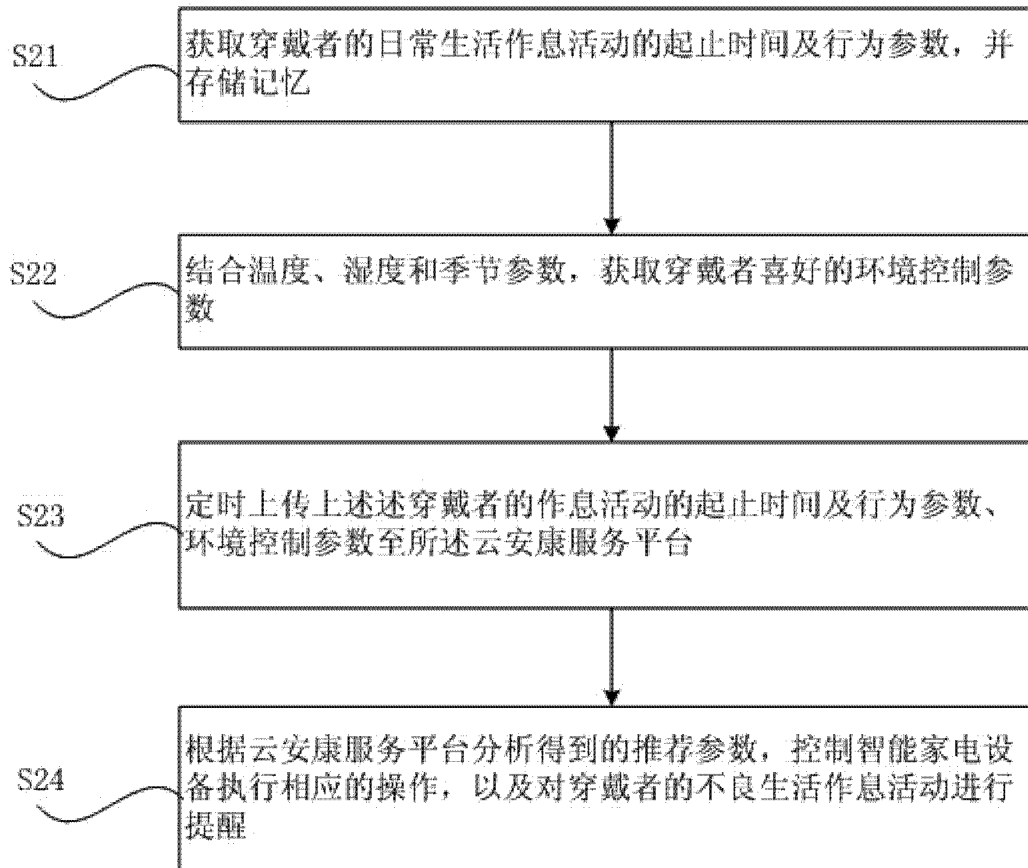 S21
获取穿戴者的日常生活作息活动的起止时间及行为参数，并
存储记忆
S22
结合温度、湿度和季节参数，获取穿戴者喜好的环境控制参
数
S23
定时上传上述述穿戴者的作息活动的起止时间及行为参数、
环境控制参数至所述云安康服务平台
S24
根据云安康服务平台分析得到的推荐参数，控制智能家电设
备执行相应的操作，以及对穿戴者的不良生活作息活动进行
提醒